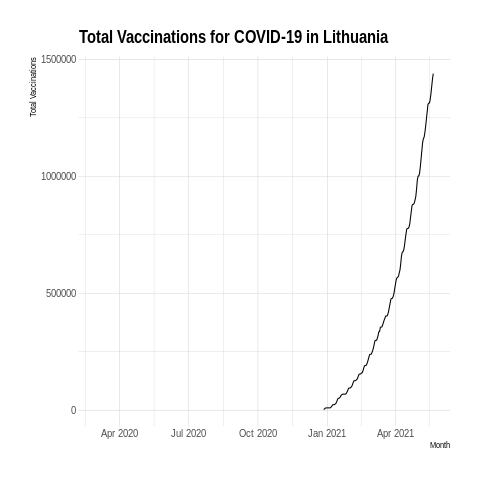 Total Vaccinations for COVID-19 in Lithuania
Total Vaccinations
1500000
1000000
500000
0
Apr 2020 Jul 2020 Oct 2020 Jan 2021 Apr 2021
Month